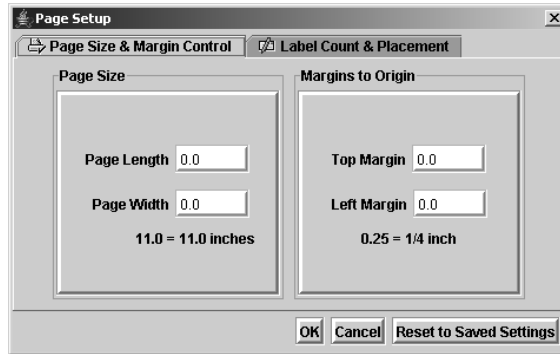 Page Setup
Page Size & Margin Control
Label Count & Placement
Page Size
Page Length 0.0
Page Width 0.0
11.0 = 11.0 inches
Margins to Origin
Top Margin 0.0
Left Margin 0.0
0.25 = 1/4 inch
OK Cancel Reset to Saved Settings